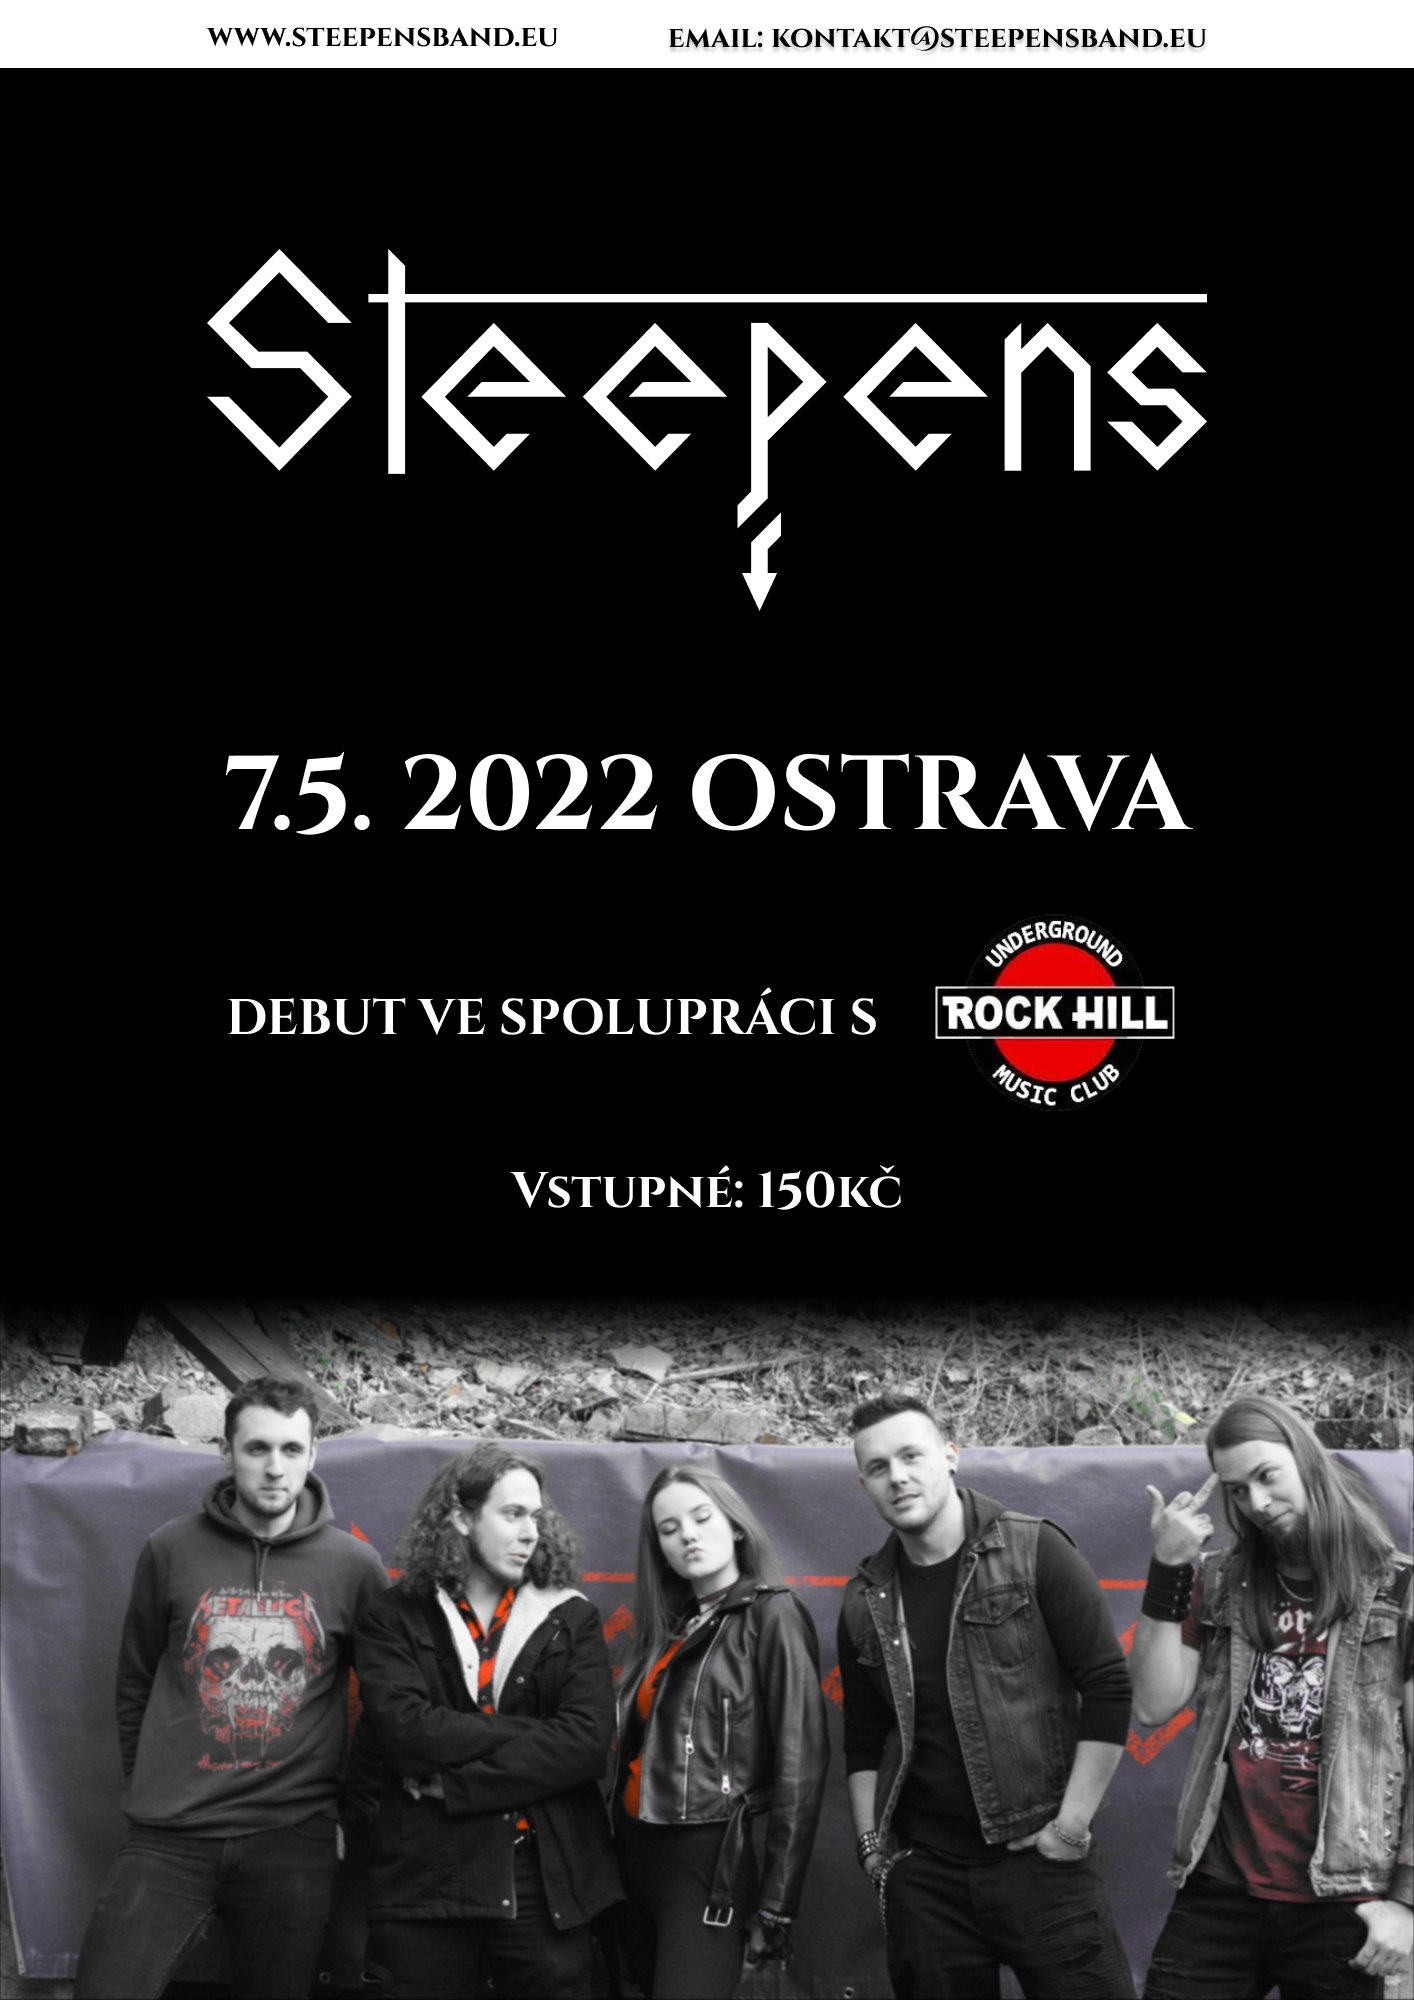 WWW.STEEPENSBAND.EU EMAIL: KONTAKT@STEEPENSBAND.EU
Steepens
7.5. 2022 OSTRAVA
UNDERGROUND
DEBUT VE SPOLUPRÁCI S ROCK HILL
MUSIC CLUB
VSTUPNÉ: 150KČ